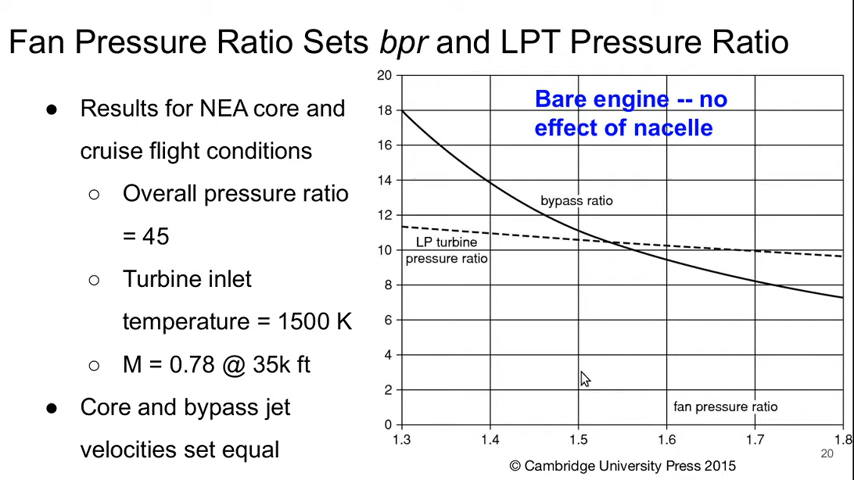 Fan Pressure Ratio Sets bpr and LPT Pressure Ratio
● Results for NEA core and
cruise flight conditions
○ Overall pressure ratio
= 45
○ Turbine inlet
temperature = 1500 K
○ M = 0.78 @ 35k ft
● Core and bypass jet
velocities set equal
20
18
16
14
12
10
8
6
4
2
0
Bare engine -- no
effect of nacelle
bypass ratio
LP turbine
pressure ratio
fan pressure ratio
1.3 1.4 1.5 1.6 1.7 1.8
20
© Cambridge University Press 2015